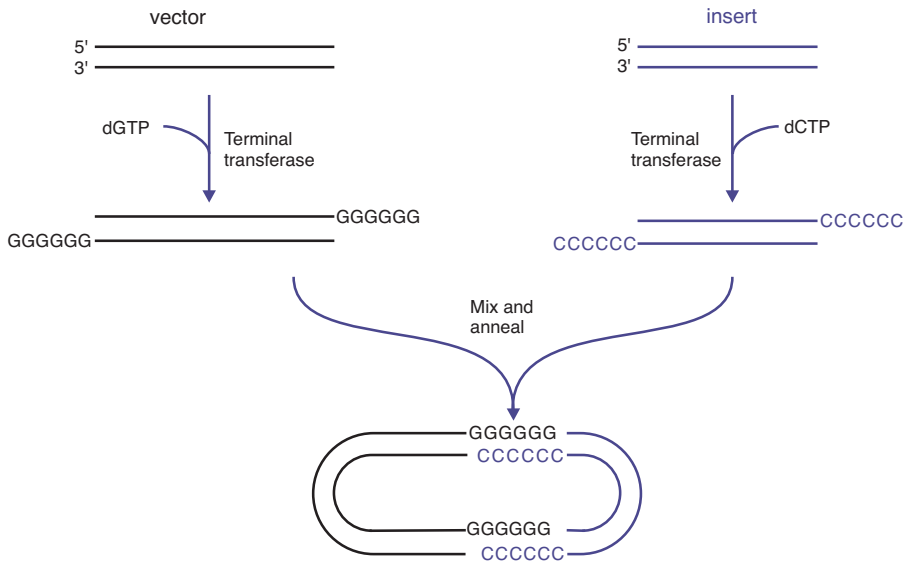 vector
insert
5'
3'
5'
3'
dGTP
Terminal
transferase
Terminal
transferase
dCTP
GGGGGG
GGGGGG
CCCCCC
CCCCCC
Mix and
anneal
GGGGGG
CCCCCC
GGGGGG
CCCCCC